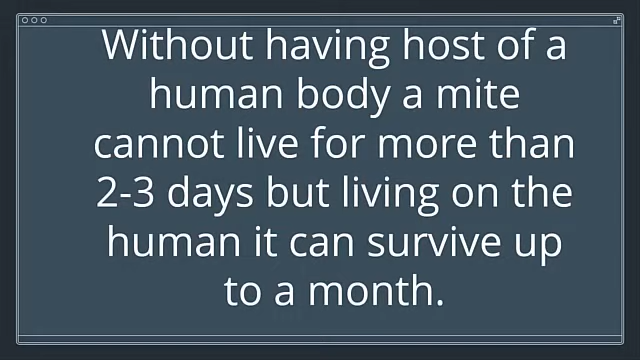 Without having host of a
human body a mite
cannot live for more than
2-3 days but living on the
human it can survive up
to a month.